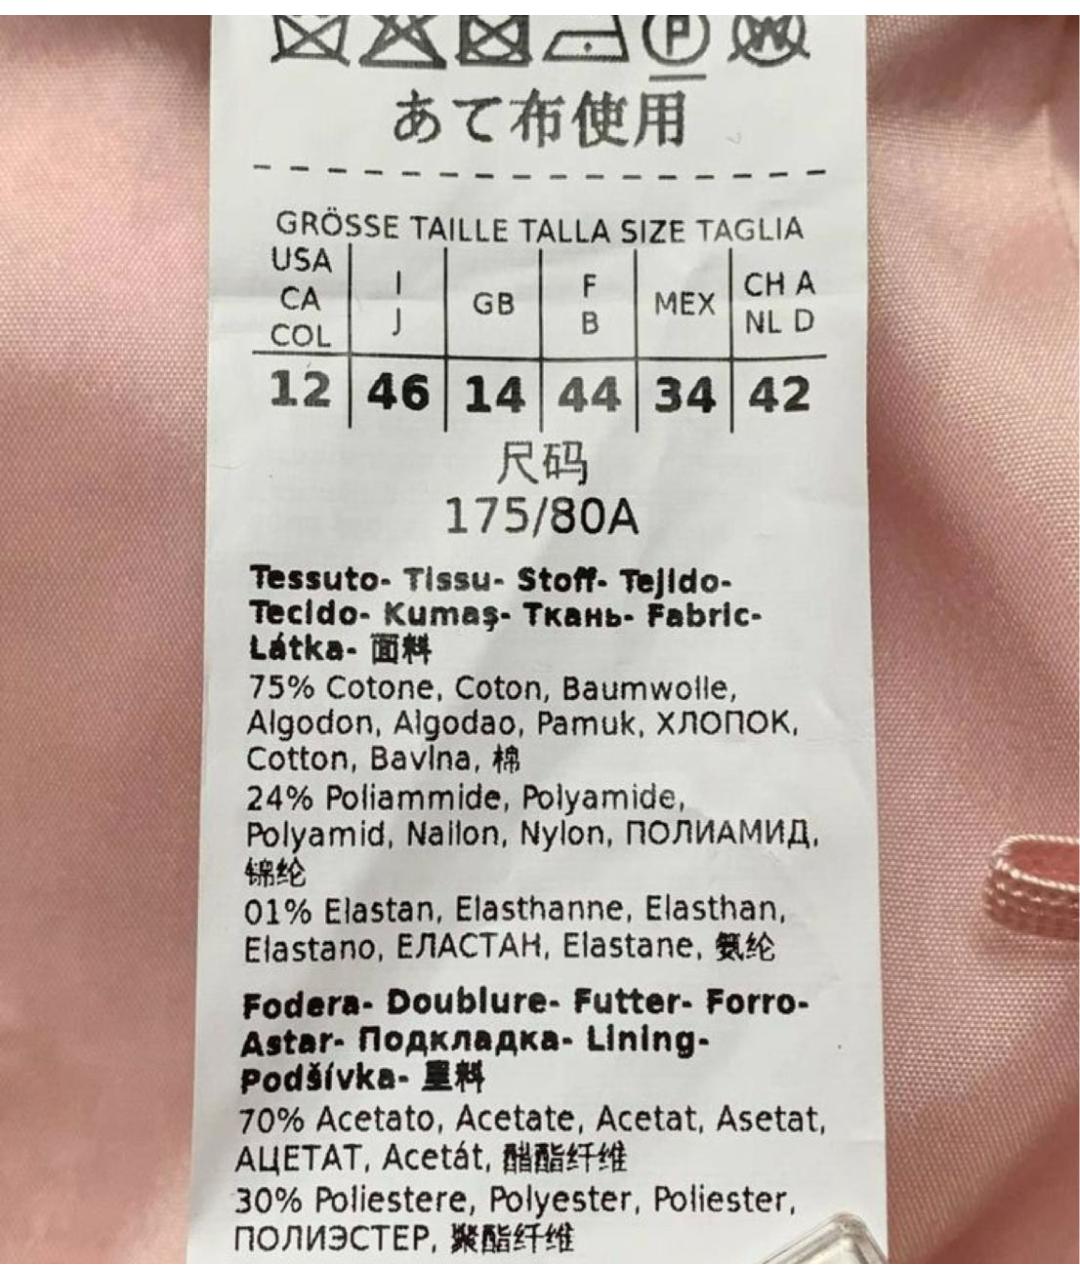 P W
あて布使用
GRÖSSE TAILLE TALLA SIZE TAGLIA
USA CA COL | I J | GB | F B | MEX | CH A NL D
12 | 46 | 14 | 44 | 34 | 42
尺码
175/80A
Tessuto- Tissu- Stoff- Tejido-
Tecido- Kumaş- Ткань- Fabric-
Látka- 面料
75% Cotone, Coton, Baumwolle,
Algodon, Algodao, Pamuk, ХЛОПОК,
Cotton, Bavlna, 棉
24% Poliammide, Polyamide,
Polyamid, Nailon, Nylon, ПОЛИАМИД,
锦纶
01% Elastan, Elasthanne, Elasthan,
Elastano, ЕЛАСТАН, Elastane, 氨纶
Fodera- Doublure- Futter- Forro-
Astar- Подкладка- Lining-
Podšívka- 里料
70% Acetato, Acetate, Acetat, Asetat,
АЦЕТАТ, Acetát, 醋酯纤维
30% Poliestere, Polyester, Poliester,
ПОЛИЭСТЕР, 聚酯纤维